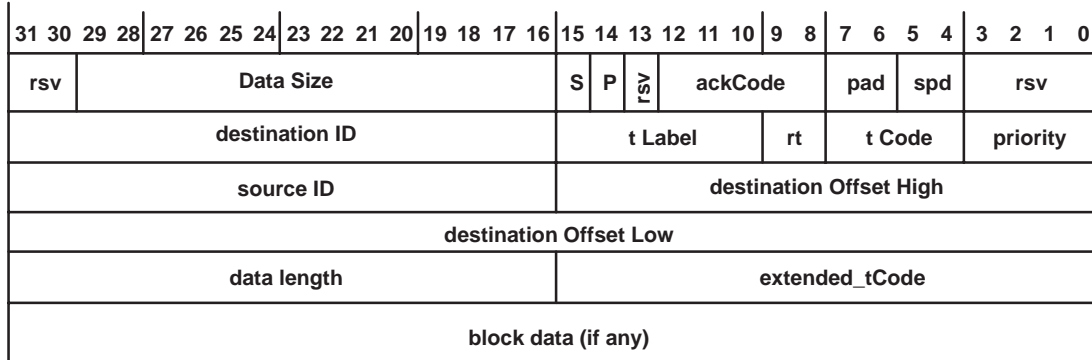 31 30 29 28 27 26 25 24 23 22 21 20 19 18 17 16 15 14 13 12 11 10 9 8 7 6 5 4 3 2 1 0
rsv Data Size S P rsv ackCode pad spd rsv
destination ID t Label rt t Code priority
source ID destination Offset High
destination Offset Low
data length extended_tCode
block data (if any)